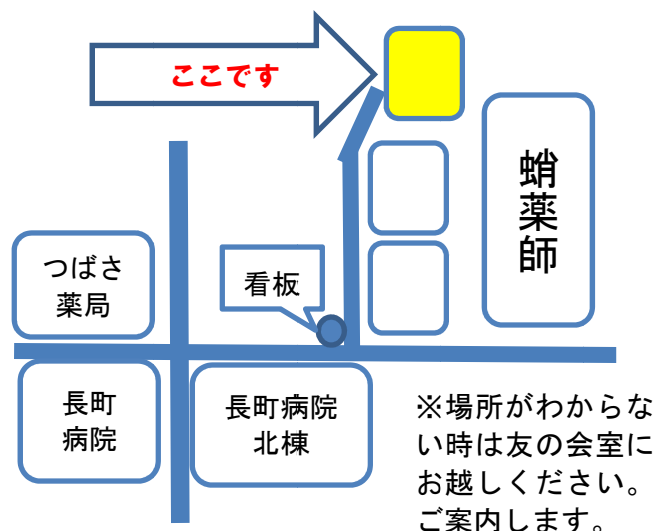 ここです
蛸薬師
つばさ
薬局
看板
長町
病院
長町病院
北棟
※場所がわからな
い時は友の会室に
お越しください。
ご案内します。